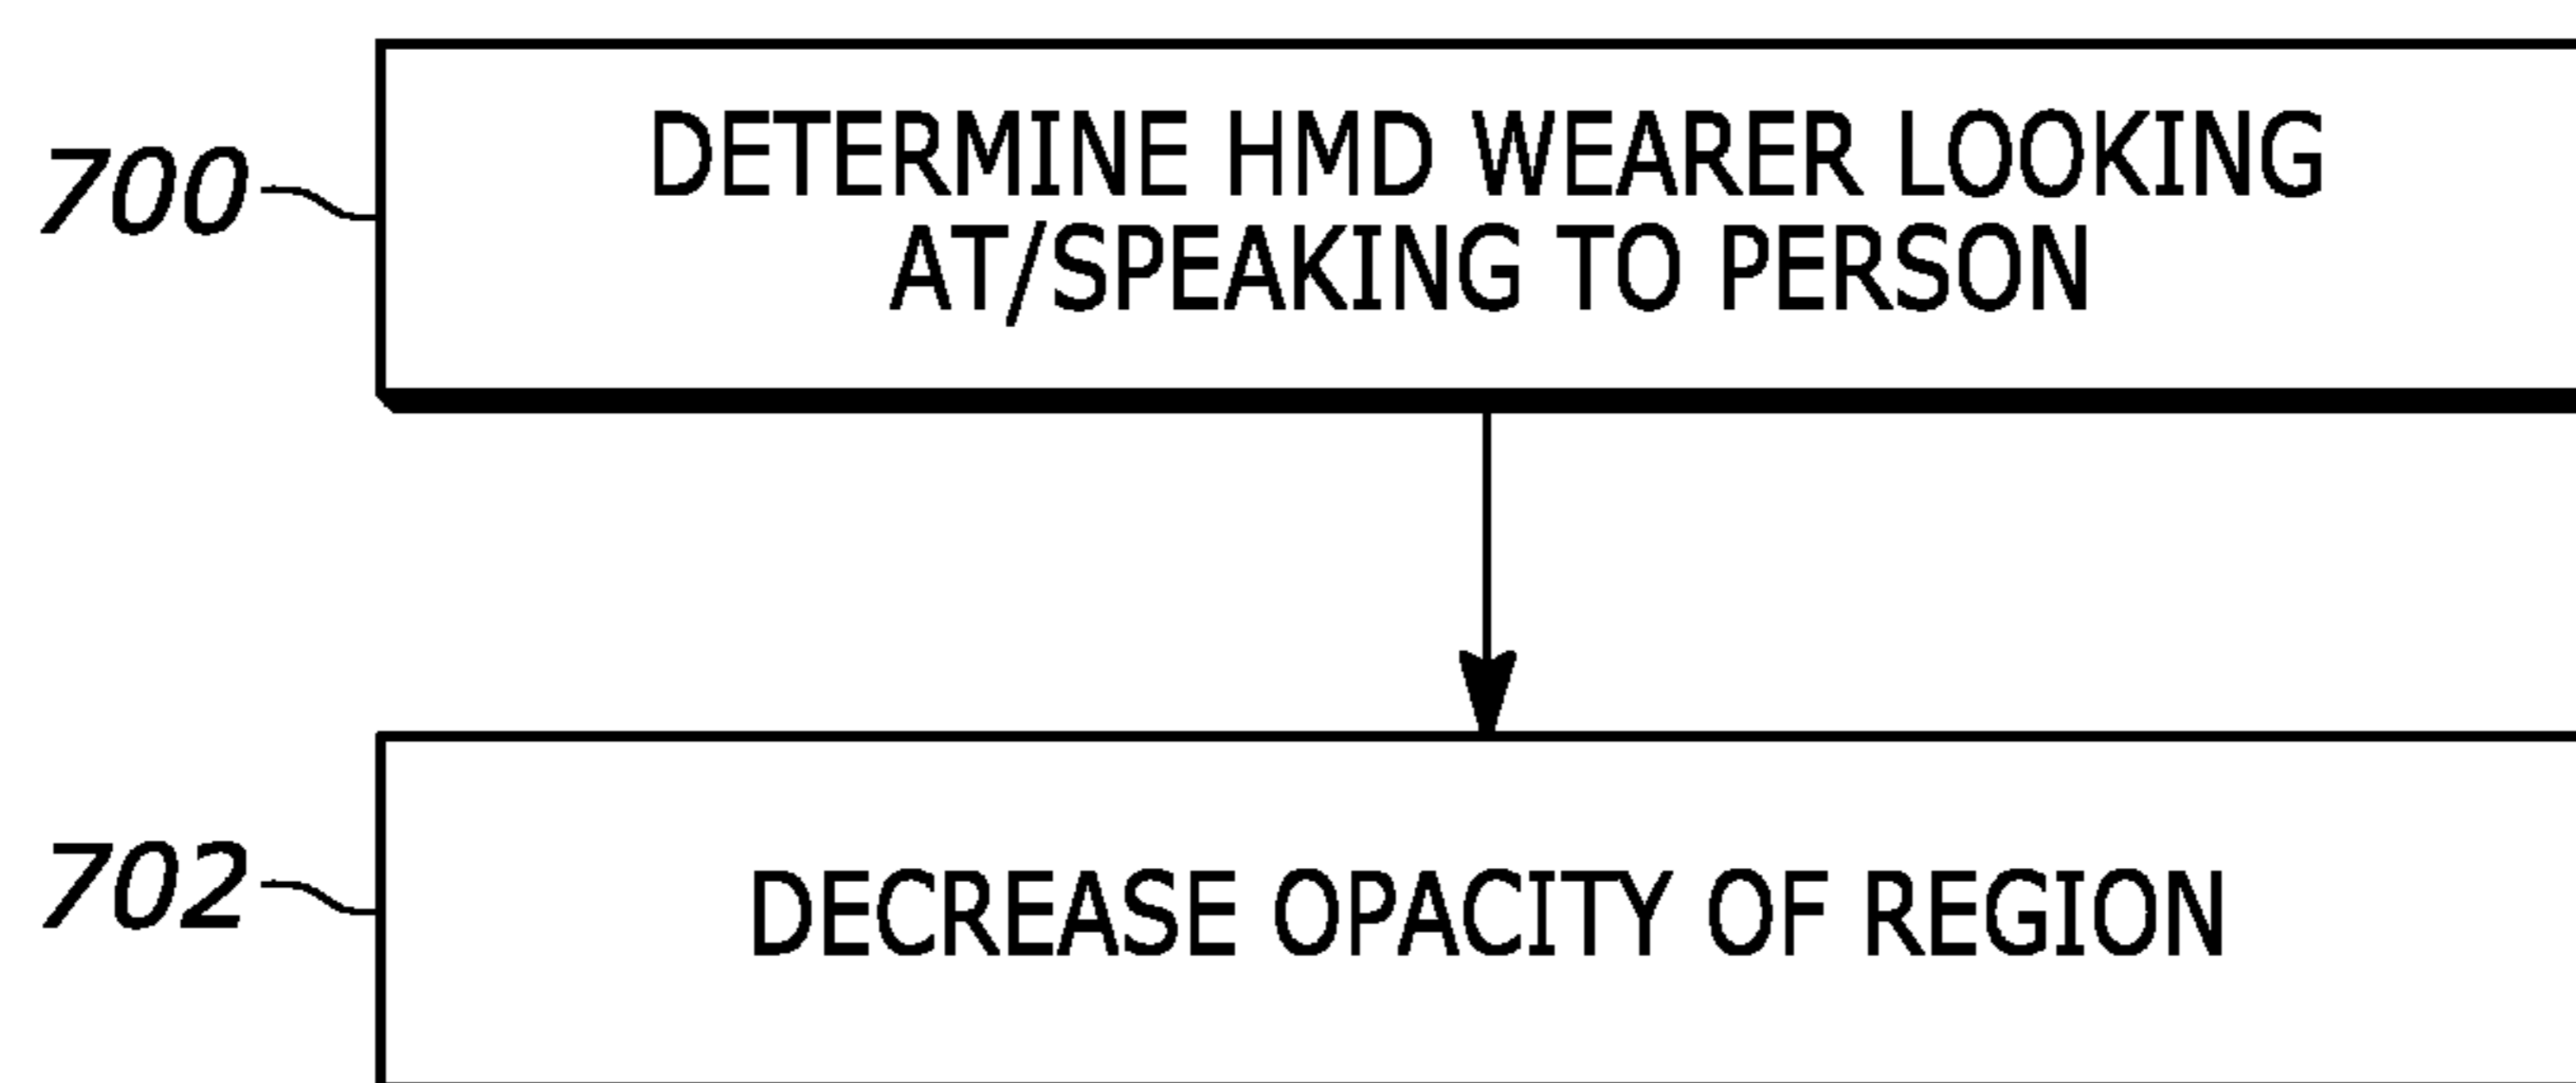 700
DETERMINE HMD WEARER LOOKING
AT/SPEAKING TO PERSON
702
DECREASE OPACITY OF REGION